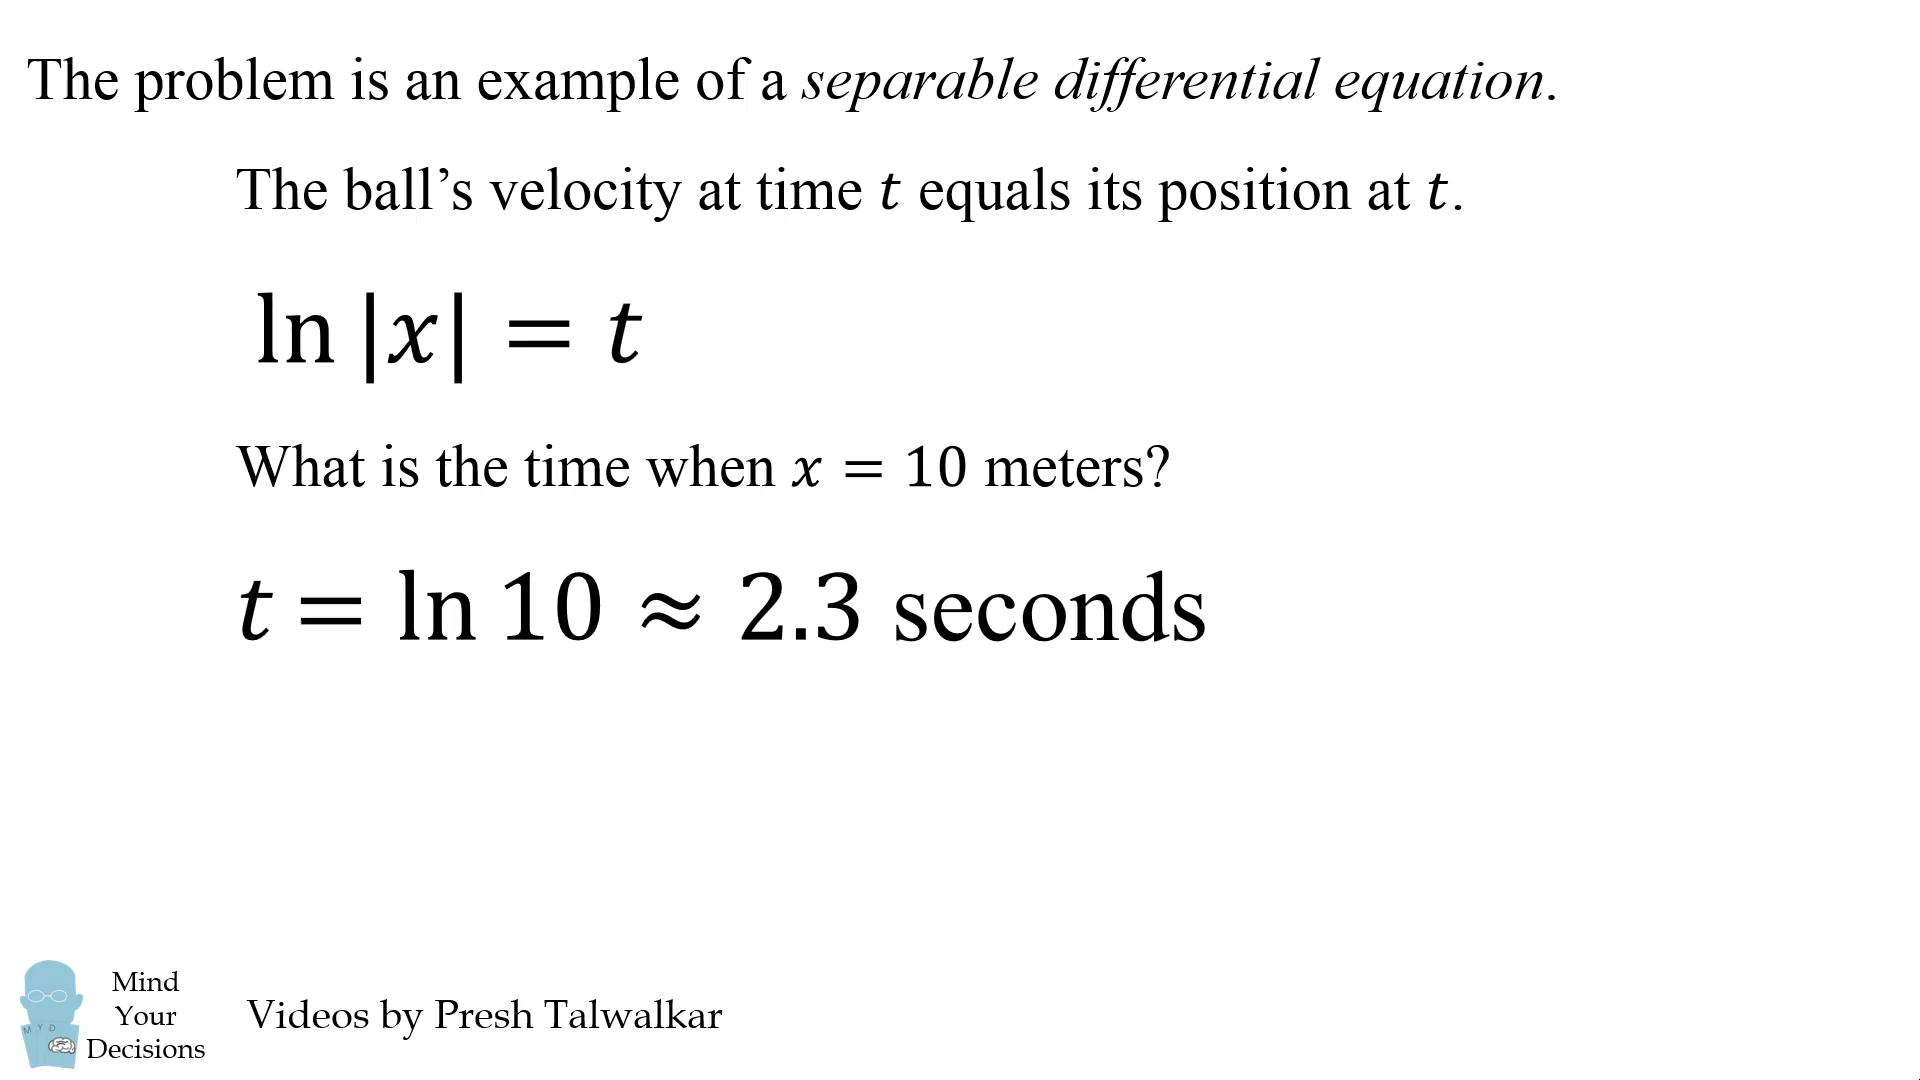 The problem is an example of a separable differential equation.
The ball’s velocity at time t equals its position at t.
ln |x| = t
What is the time when x = 10 meters?
t = ln 10 ≈ 2.3 seconds
Mind
Your
Decisions
M Y D
Videos by Presh Talwalkar